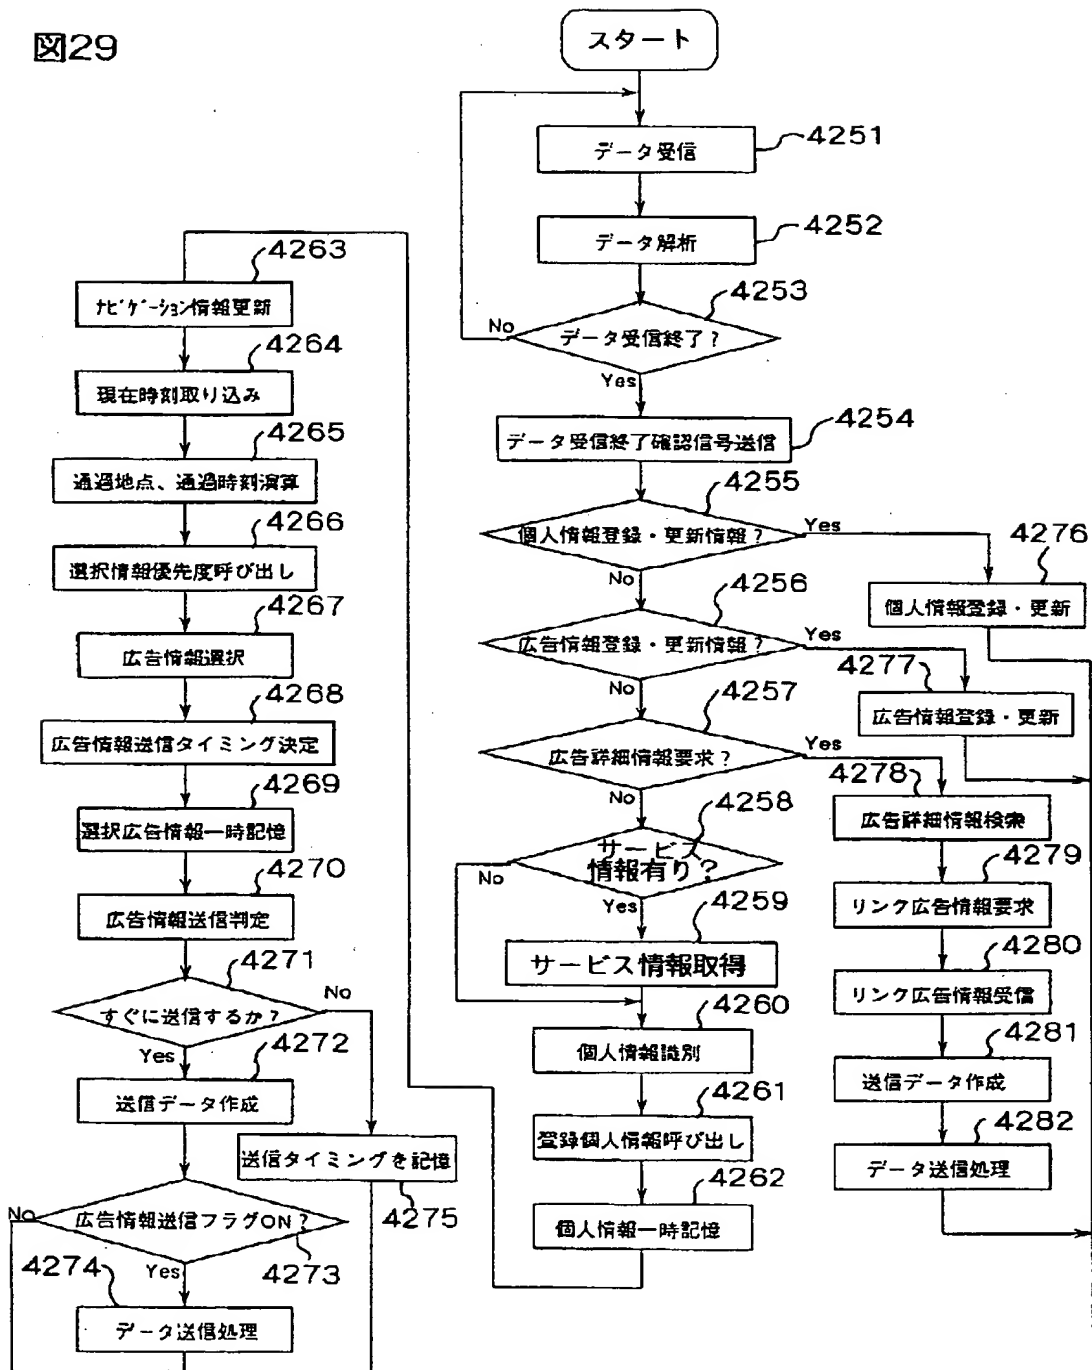 図29
スタート
4251
データ受信
4252
データ解析
4253
データ受信終了?
No
Yes
4254
データ受信終了確認信号送信
4255
個人情報登録・更新情報?
Yes
No
4276
個人情報登録・更新
4256
広告情報登録・更新情報?
Yes
No
4277
広告情報登録・更新
4257
広告詳細情報要求?
Yes
No
4278
広告詳細情報検索
4258
サービス
情報有り?
No
Yes
4279
リンク広告情報要求
4259
サービス情報取得
4280
リンク広告情報受信
4260
個人情報識別
4281
送信データ作成
4261
登録個人情報呼び出し
4282
データ送信処理
4262
個人情報一時記憶
4263
ナビゲーション情報更新
4264
現在時刻取り込み
4265
通過地点、通過時刻演算
4266
選択情報優先度呼び出し
4267
広告情報選択
4268
広告情報送信タイミング決定
4269
選択広告情報一時記憶
4270
広告情報送信判定
4271
すぐに送信するか?
No
Yes
4272
送信データ作成
送信タイミングを記憶
4275
広告情報送信フラグON?
No
4273
Yes
4274
データ送信処理